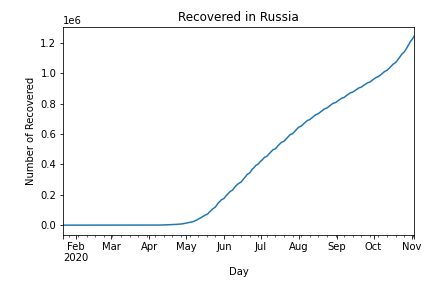 Recovered in Russia
1e6
1.2
1.0
0.8
0.6
0.4
0.2
0.0
Number of Recovered
Feb Mar Apr May Jun Jul Aug Sep Oct Nov
2020
Day